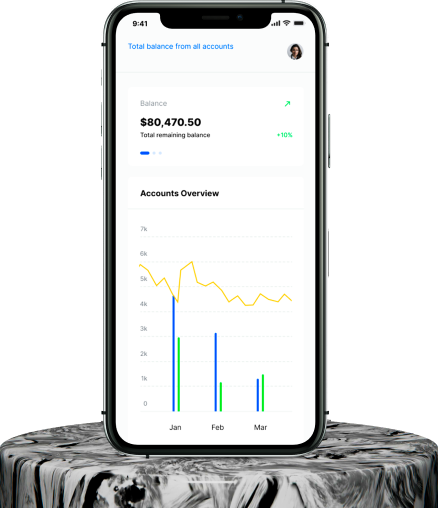 9:41
Total balance from all accounts
Balance
$80,470.50
Total remaining balance
+10%
Accounts Overview
7k
6k
5k
4k
3k
2k
1k
0
Jan Feb Mar